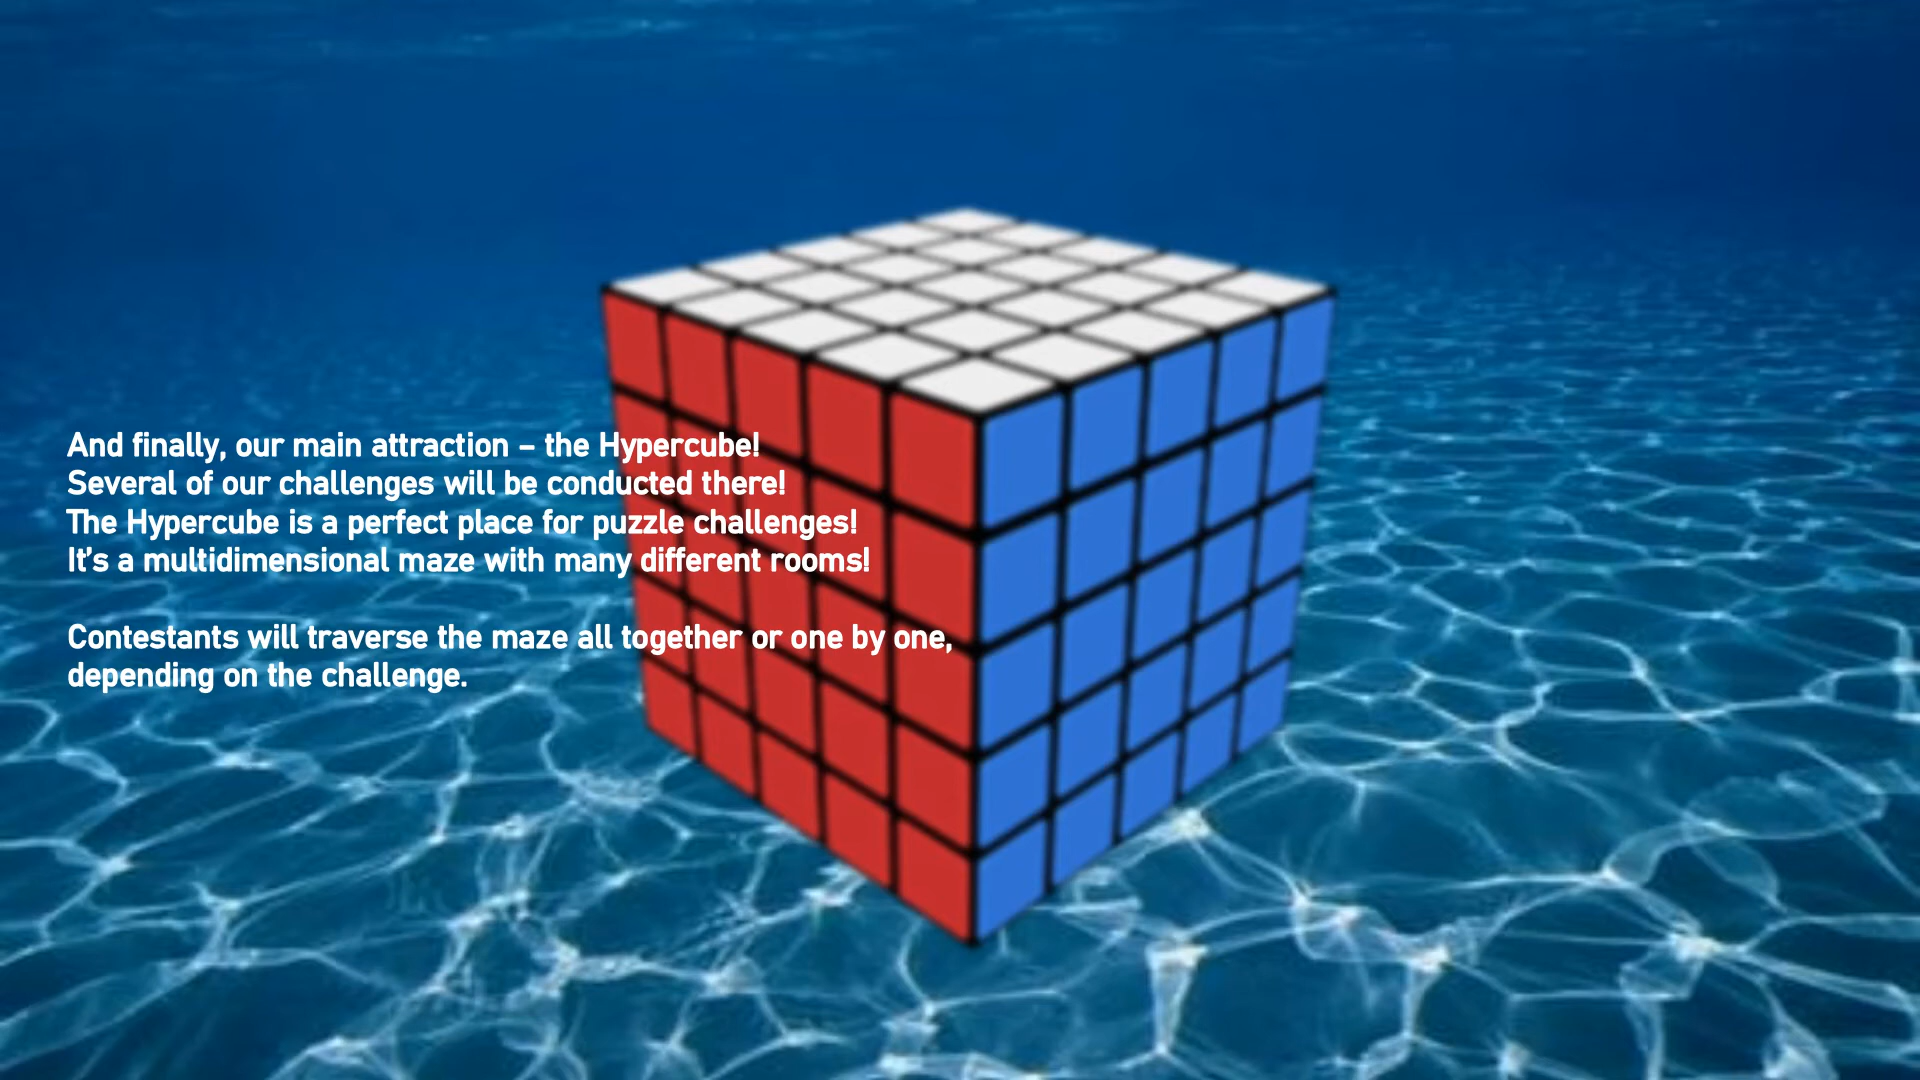 And finally, our main attraction – the Hypercube!
Several of our challenges will be conducted there!
The Hypercube is a perfect place for puzzle challenges!
It’s a multidimensional maze with many different rooms!
Contestants will traverse the maze all together or one by one,
depending on the challenge.